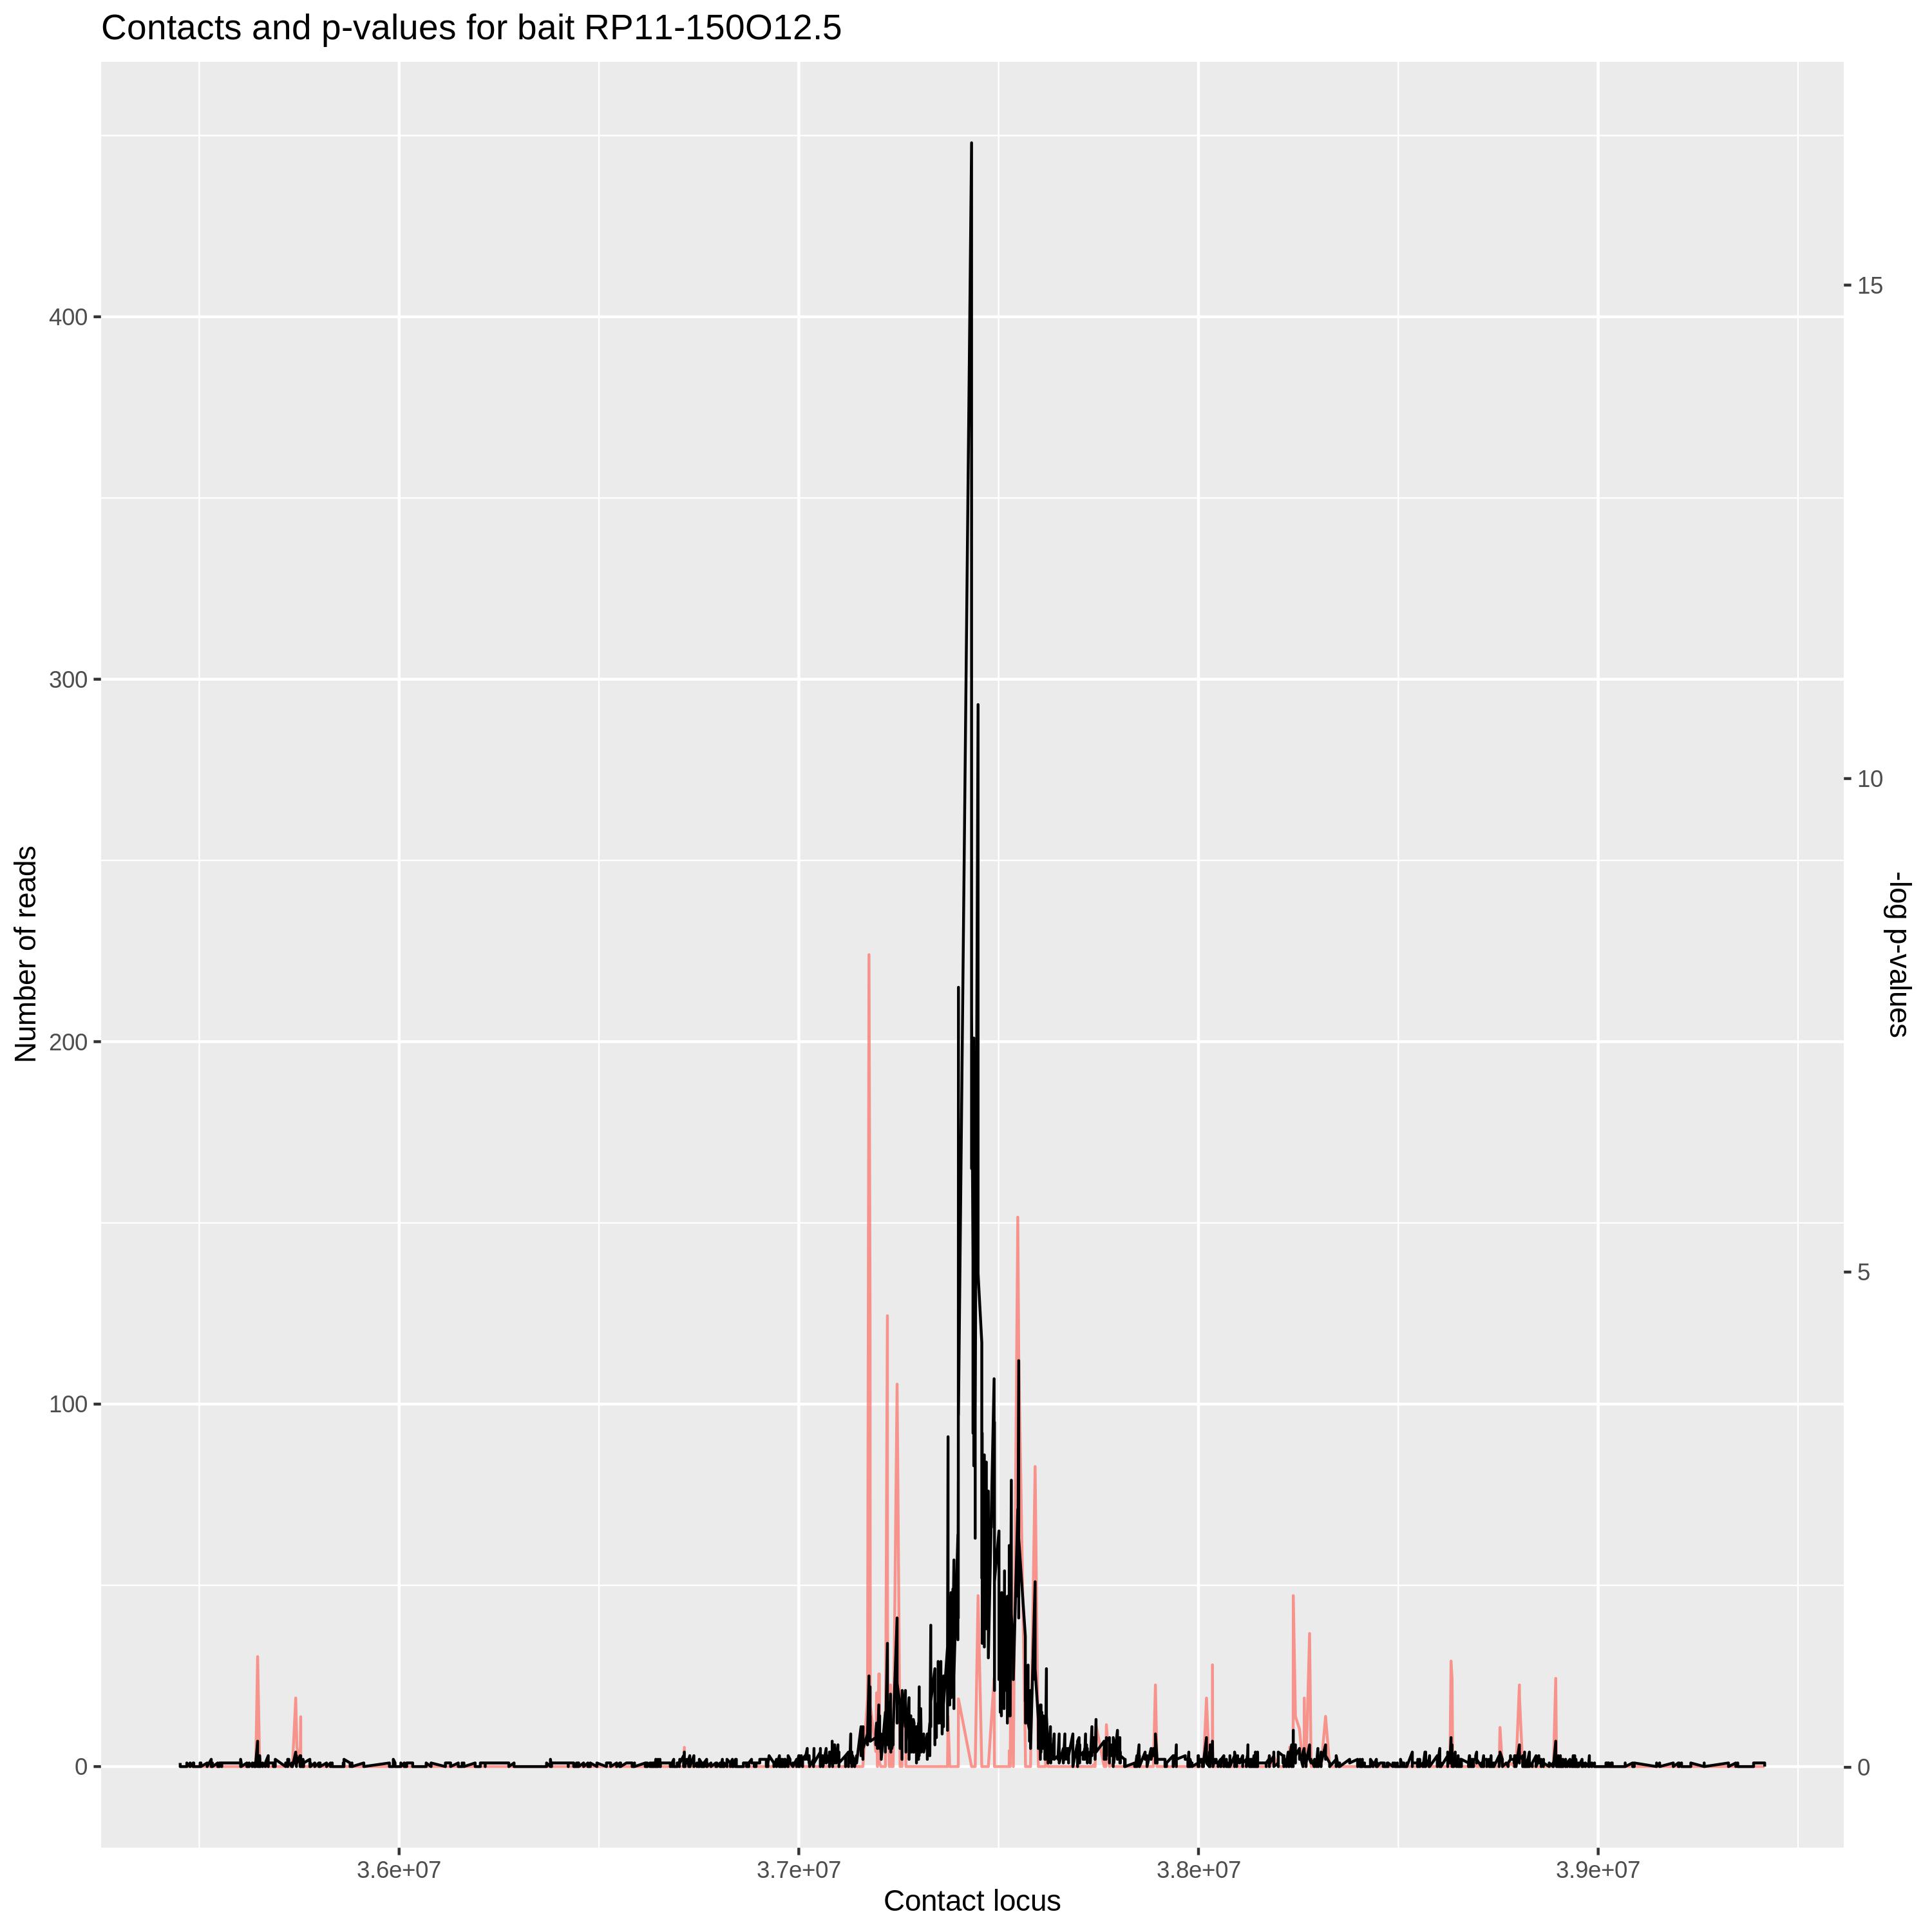 Contacts and p-values for bait RP11-150O12.5
400
300
200
100
0
Number of reads
15
10
5
0
-log p-values
3.6e+07
3.7e+07
3.8e+07
3.9e+07
Contact locus